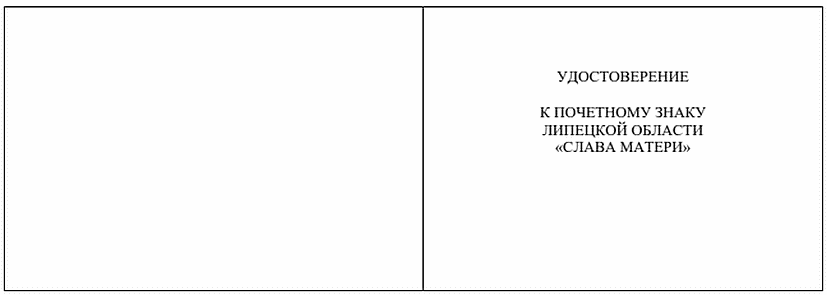 УДОСТОВЕРЕНИЕ
К ПОЧЕТНОМУ ЗНАКУ
ЛИПЕЦКОЙ ОБЛАСТИ
«СЛАВА МАТЕРИ»